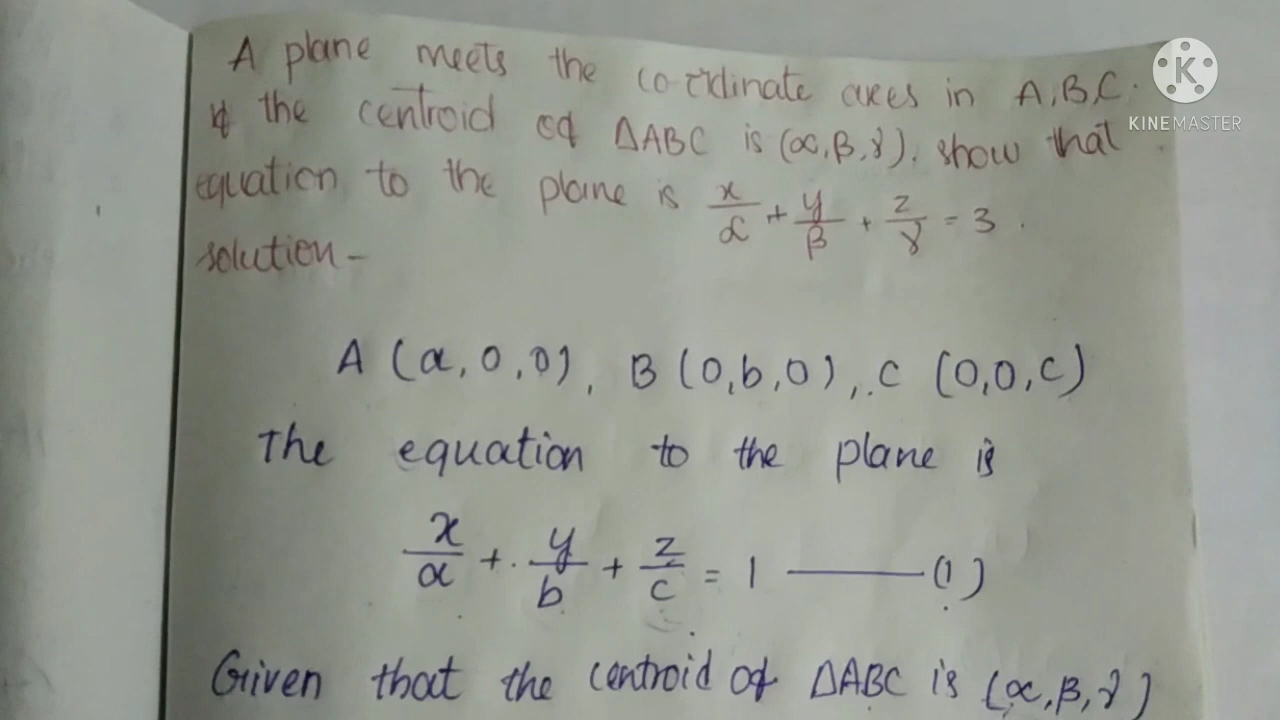 A plane meets the co-ordinate axes in A,B,C.
If the centroid of ΔABC is (α,β,γ). show that
equation to the plane is x/α + y/β + z/γ = 3.
solution-
A (a,0,0), B (0,b,0), C (0,0,c)
The equation to the plane is
x/a + y/b + z/c = 1 ——— (1)
Given that the centroid of ΔABC is (α,β,γ)
K
KINEMASTER